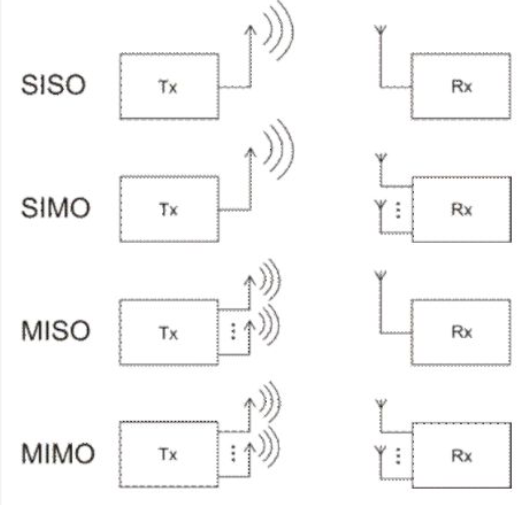 SISO Tx Rx
SIMO Tx Rx
MISO Tx Rx
MIMO Tx Rx